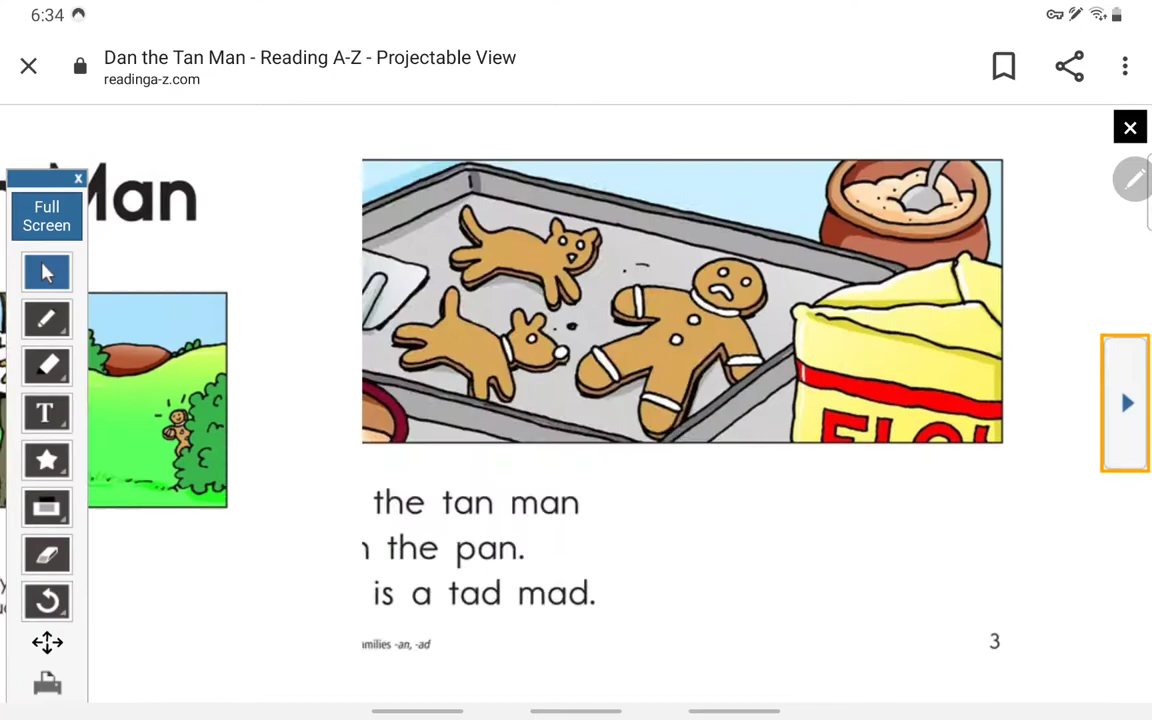 6:34
Dan the Tan Man - Reading A-Z - Projectable View
readinga-z.com
Man
x
Full
Screen
T
FLOU
the tan man
the pan.
is a tad mad.
-an, -ad
3